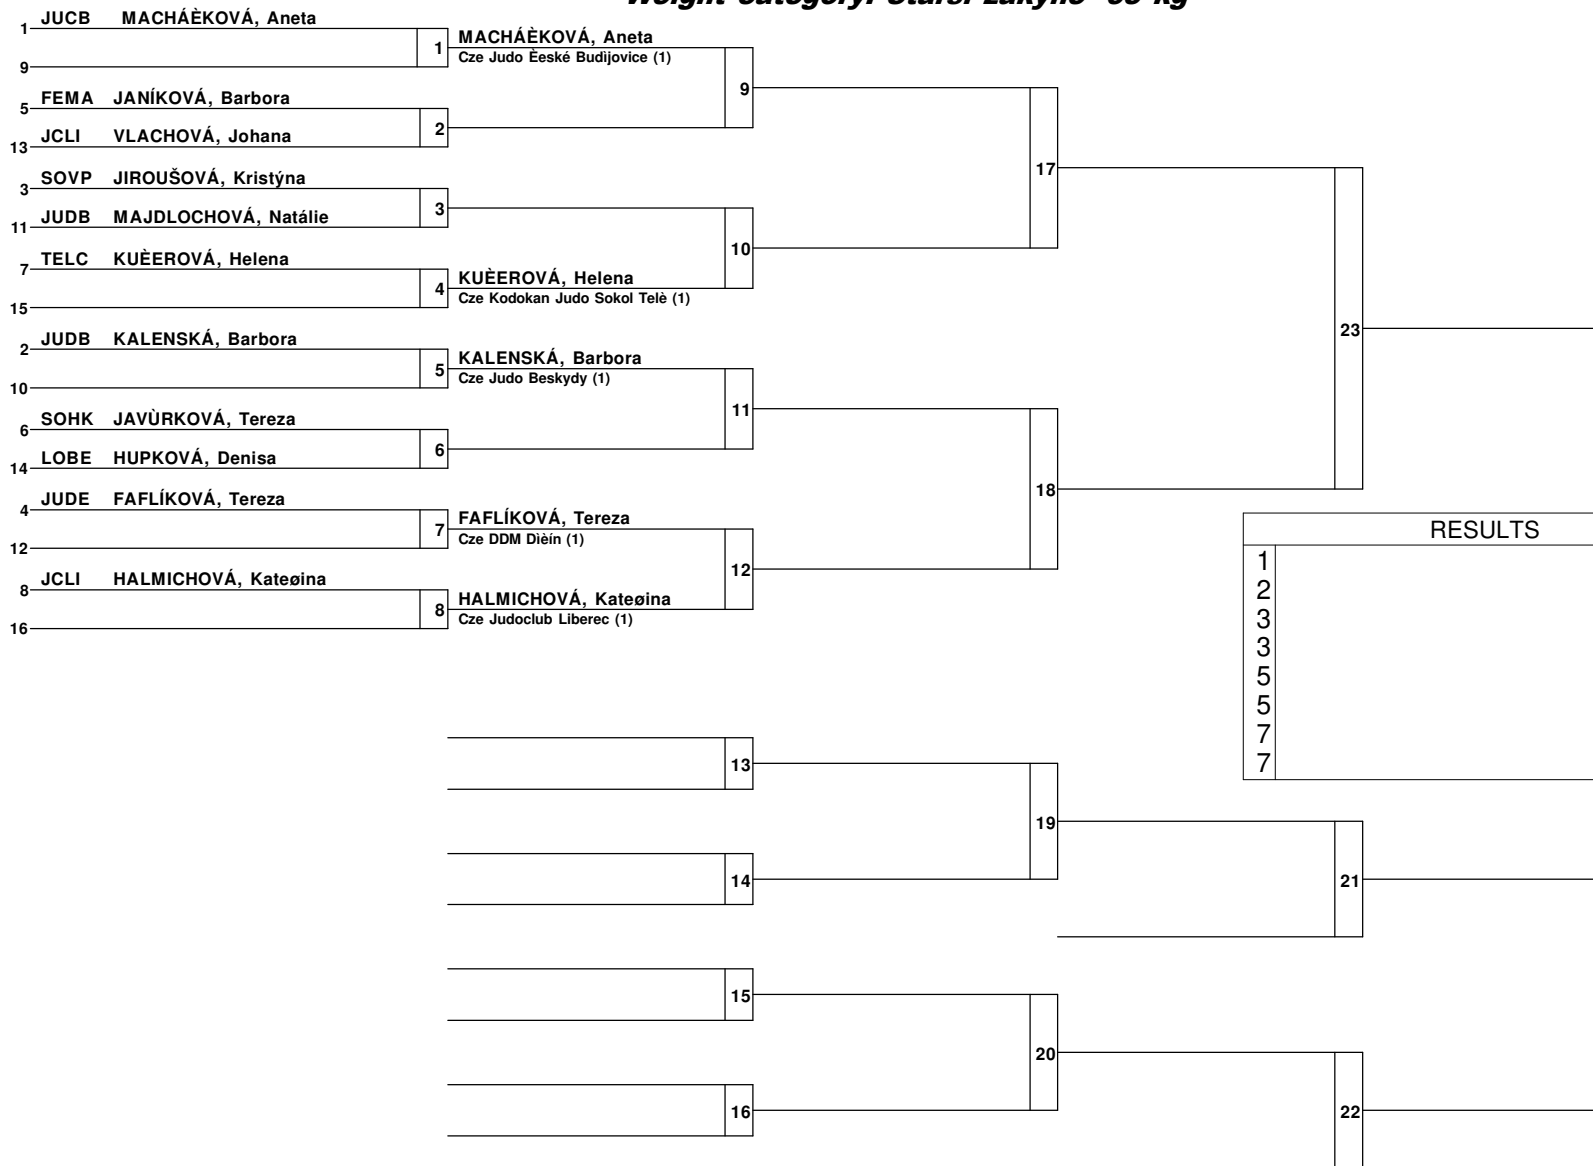 1 JUCB MACHÁÈKOVÁ, Aneta
9
1
MACHÁÈKOVÁ, Aneta
Cze Judo Èeské Budìjovice (1)
5 FEMA JANÍKOVÁ, Barbora
13 JCLI VLACHOVÁ, Johana
2
9
3 SOVP JIROUŠOVÁ, Kristýna
11 JUDB MAJDLOCHOVÁ, Natálie
3
7 TELC KUÈEROVÁ, Helena
15
4
KUÈEROVÁ, Helena
Cze Kodokan Judo Sokol Telè (1)
10
17
2 JUDB KALENSKÁ, Barbora
10
5
KALENSKÁ, Barbora
Cze Judo Beskydy (1)
6 SOHK JAVÙRKOVÁ, Tereza
14 LOBE HUPKOVÁ, Denisa
6
11
4 JUDE FAFLÍKOVÁ, Tereza
12
7
FAFLÍKOVÁ, Tereza
Cze DDM Dìèín (1)
8 JCLI HALMICHOVÁ, Kateøina
16
8
HALMICHOVÁ, Kateøina
Cze Judoclub Liberec (1)
12
18
23
RESULTS
1
2
3
3
5
5
7
7
13
14
19
21
15
16
20
22